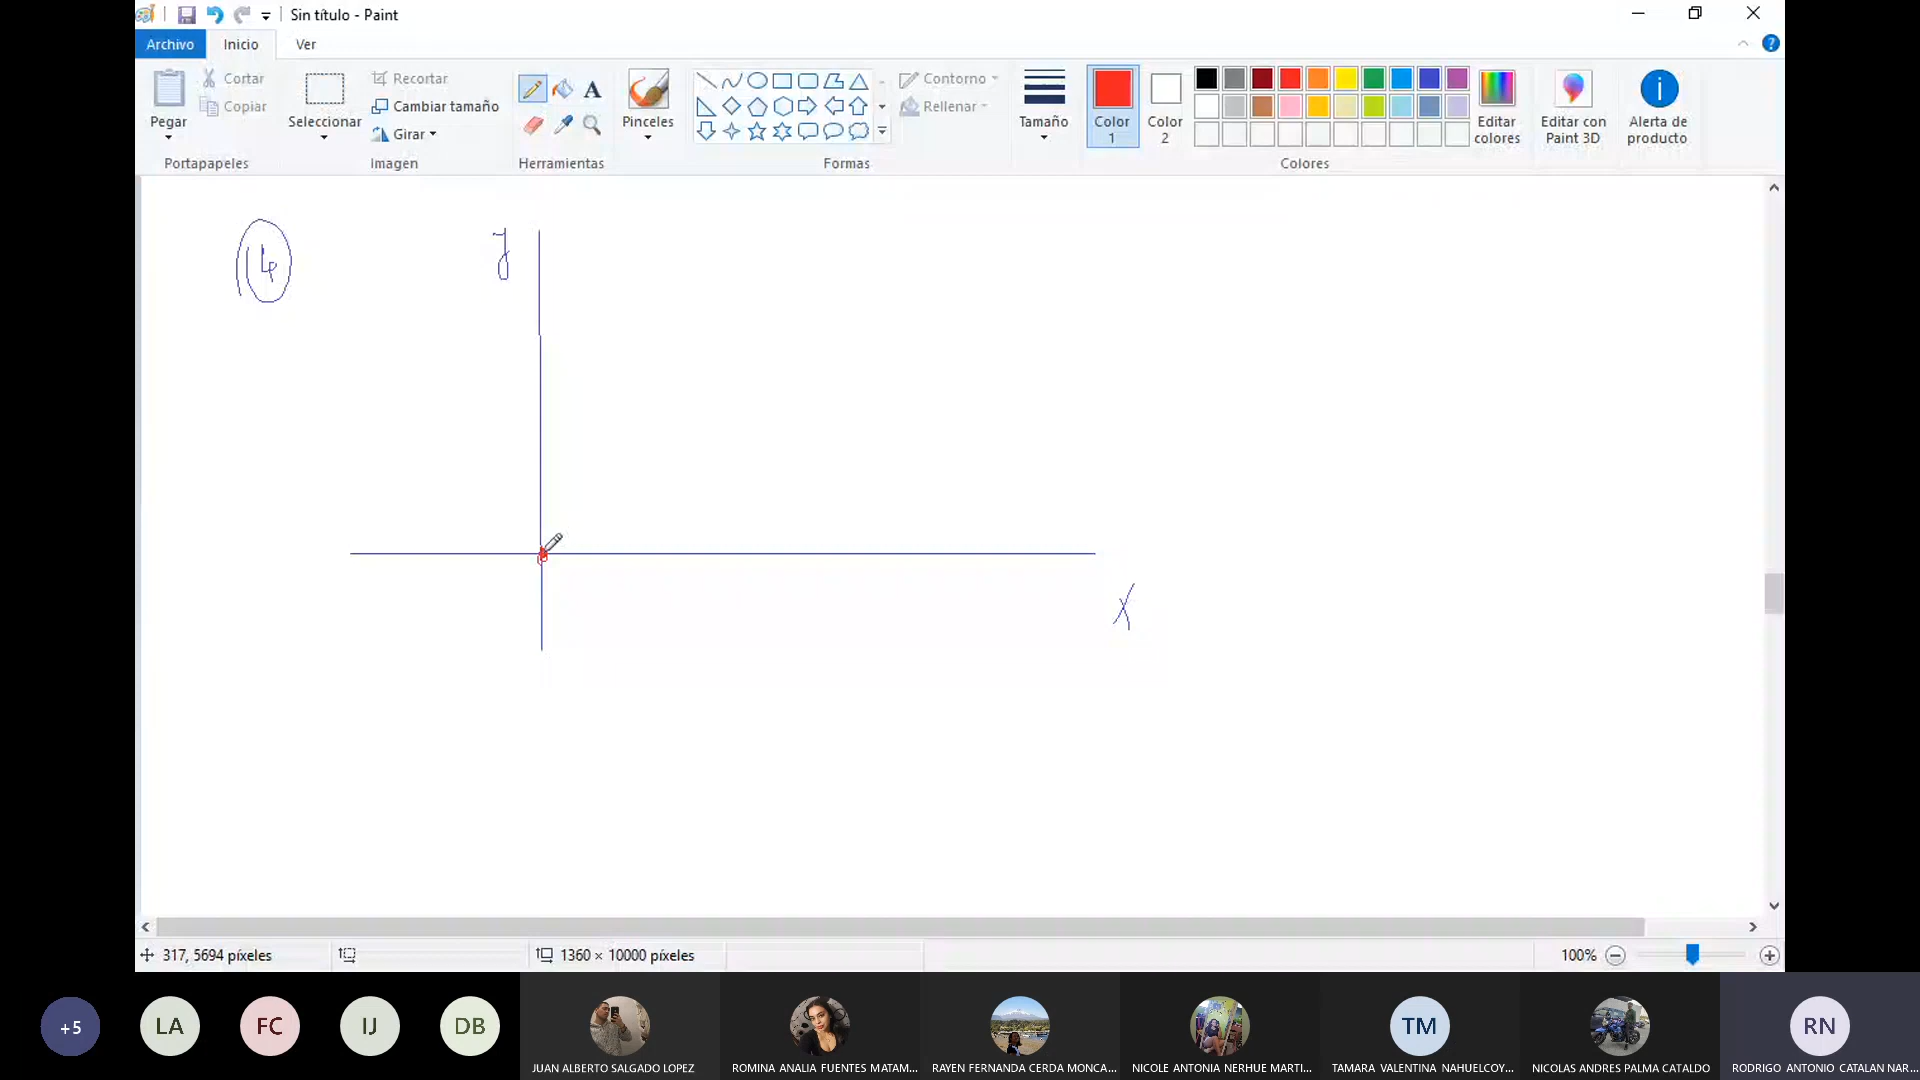 Sin título - Paint
Archivo Inicio Ver
Pegar
Cortar
Copiar
Portapapeles
Seleccionar
Recortar
Cambiar tamaño
Girar
Imagen
A
Herramientas
Pinceles
Contorno
Rellenar
Formas
Tamaño
Color 1
Color 2
Editar colores
Colores
Editar con Paint 3D
Alerta de producto
14
y
x
317, 5694 píxeles
1360 × 10000 píxeles
100%
+5 LA FC IJ DB TM RN
JUAN ALBERTO SALGADO LOPEZ
ROMINA ANALIA FUENTES MATAM...
RAYEN FERNANDA CERDA MONCA...
NICOLE ANTONIA NERHUE MARTI...
TAMARA VALENTINA NAHUELCOY...
NICOLAS ANDRES PALMA CATALDO
RODRIGO ANTONIO CATALAN NAR...